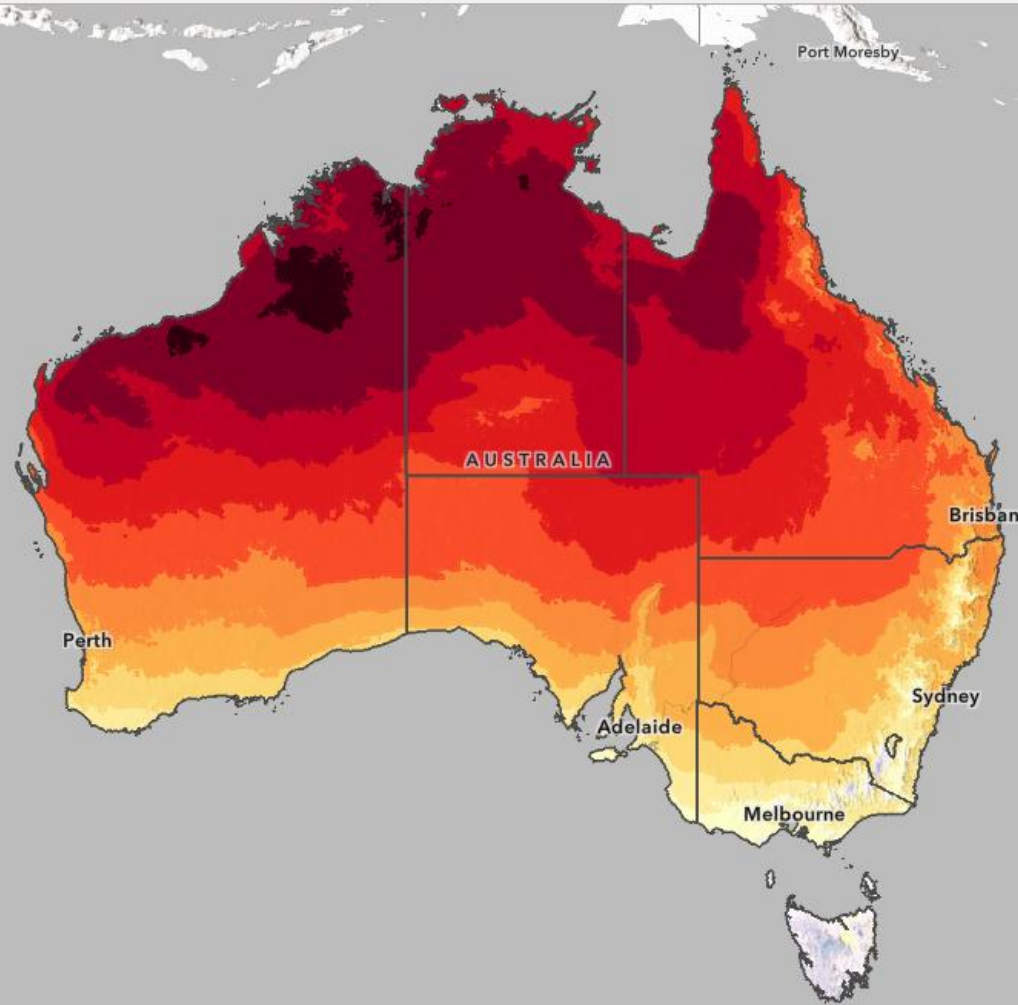 Port Moresby
AUSTRALIA
Brisban
Perth
Sydney
Adelaide
Melbourne